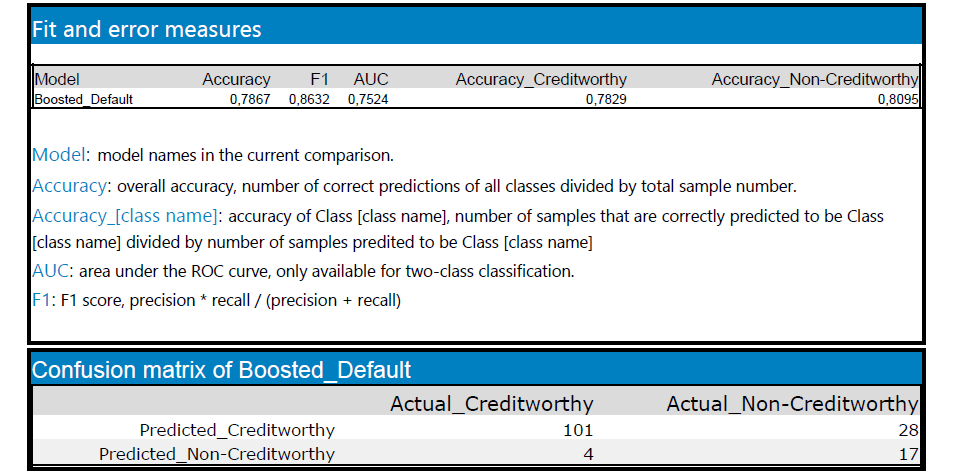 Fit and error measures
Model Accuracy F1 AUC Accuracy_Creditworthy Accuracy_Non-Creditworthy
Boosted_Default 0,7867 0,8632 0,7524 0,7829 0,8095
Model: model names in the current comparison.
Accuracy: overall accuracy, number of correct predictions of all classes divided by total sample number.
Accuracy_[class name]: accuracy of Class [class name], number of samples that are correctly predicted to be Class
[class name] divided by number of samples predited to be Class [class name]
AUC: area under the ROC curve, only available for two-class classification.
F1: F1 score, precision * recall / (precision + recall)
Confusion matrix of Boosted_Default
Actual_Creditworthy Actual_Non-Creditworthy
Predicted_Creditworthy 101 28
Predicted_Non-Creditworthy 4 17